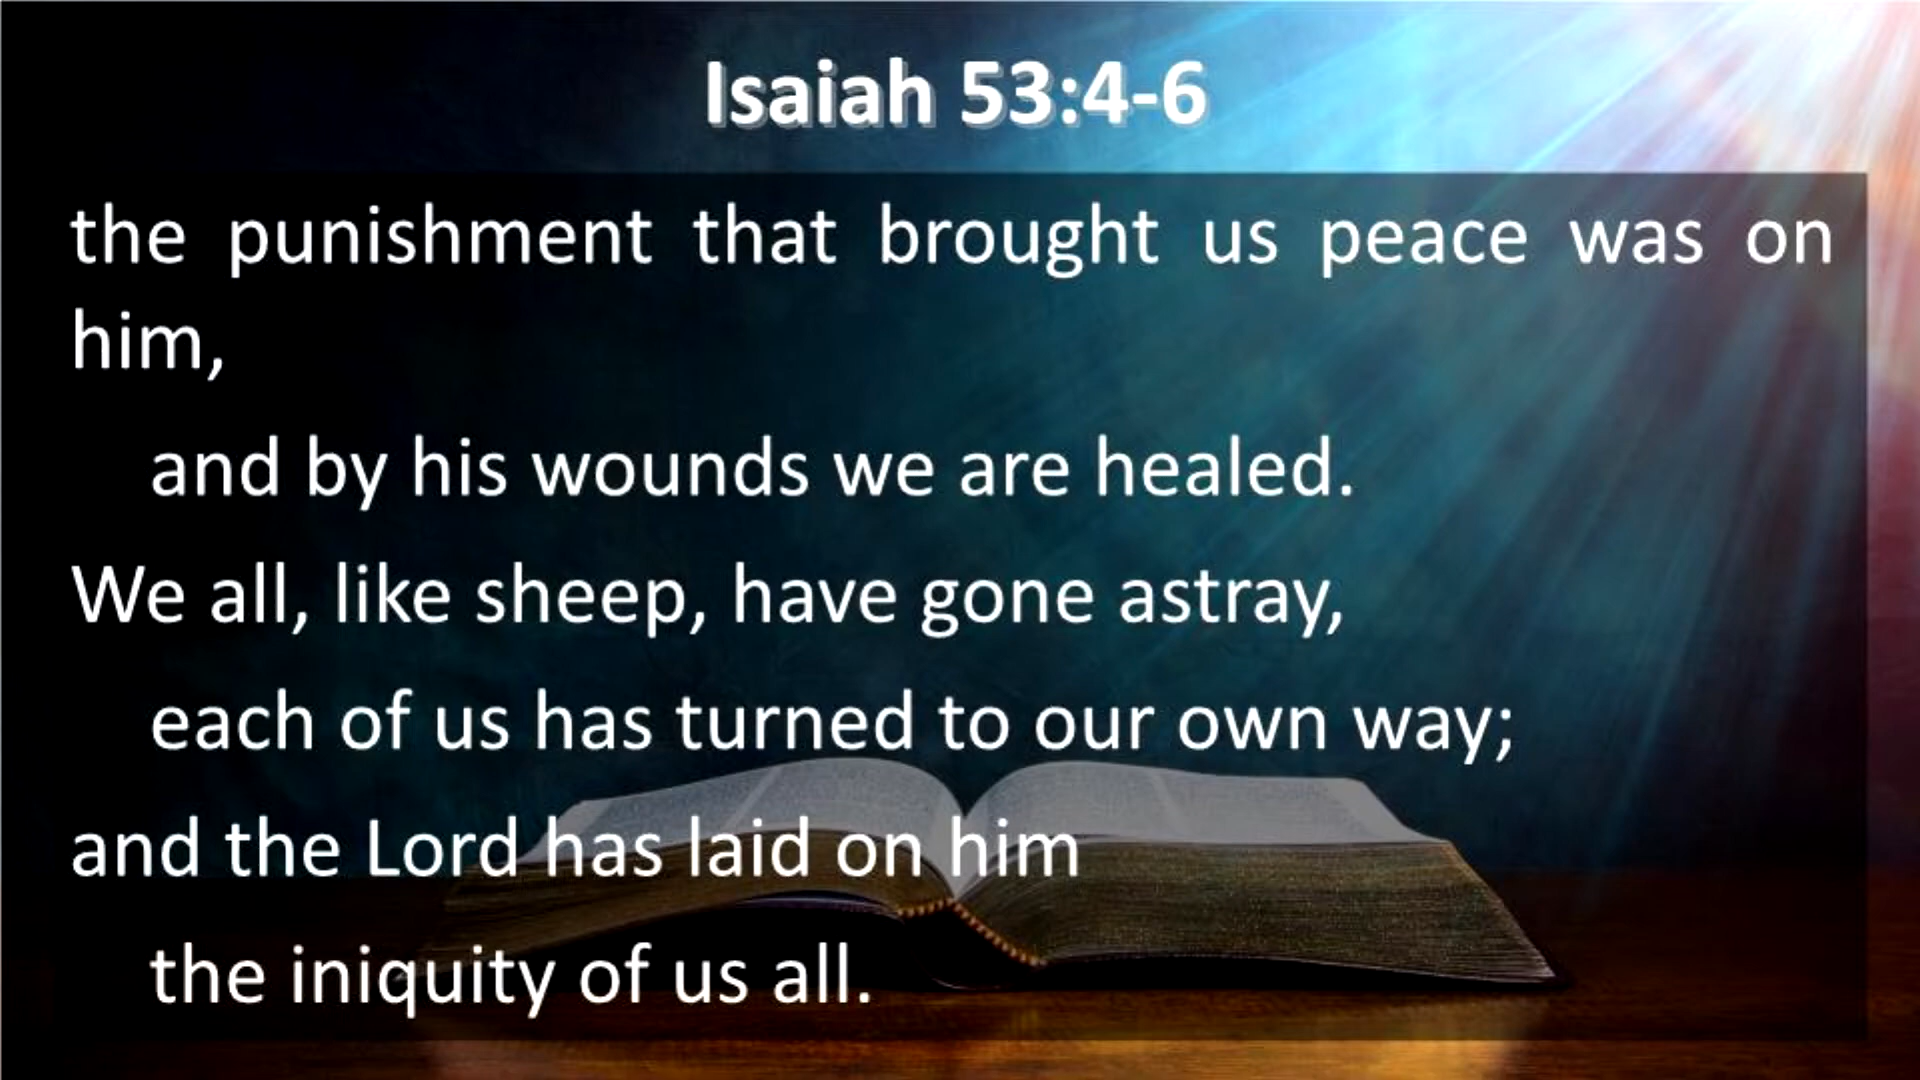 Isaiah 53:4-6
the punishment that brought us peace was on
him,
and by his wounds we are healed.
We all, like sheep, have gone astray,
each of us has turned to our own way;
and the Lord has laid on him
the iniquity of us all.